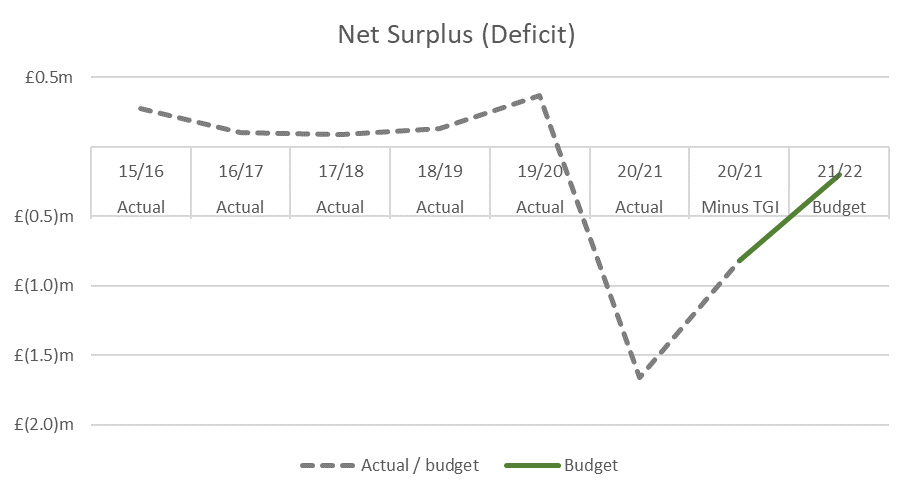 Net Surplus (Deficit)
£0.5m
15/16 16/17 17/18 18/19 19/20 20/21 20/21 21/22
Actual Actual Actual Actual Actual Actual Minus TGI Budget
£(0.5)m
£(1.0)m
£(1.5)m
£(2.0)m
Actual / budget Budget